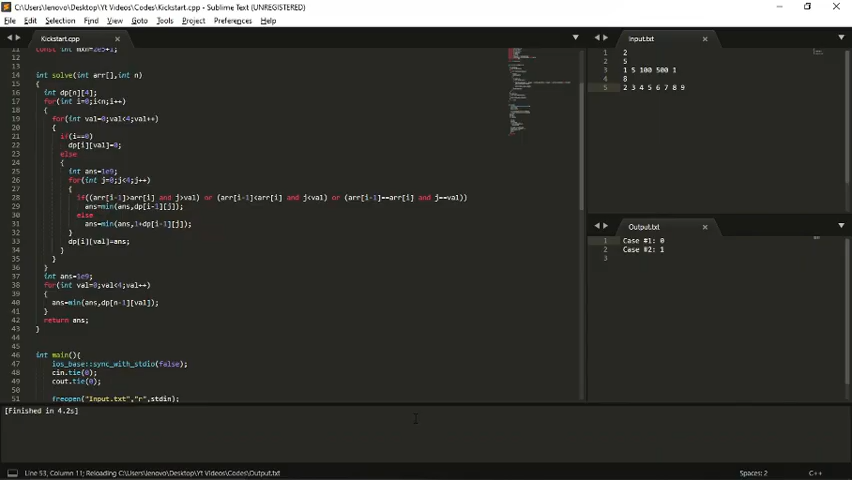 C:\Users\lenovo\Desktop\Yt Videos\Codes\Kickstart.cpp - Sublime Text (UNREGISTERED)
File Edit Selection Find View Goto Tools Project Preferences Help
Kickstart.cpp
11 const int mxn=2e5+1;
12
13
14 int solve(int arr[],int n)
15 {
16 int dp[n][4];
17 for(int i=0;i<n;i++)
18 {
19 for(int val=0;val<4;val++)
20 {
21 if(i==0)
22 dp[i][val]=0;
23 else
24 {
25 int ans=1e9;
26 for(int j=0;j<4;j++)
27 {
28 if((arr[i-1]>arr[i] and j>val) or (arr[i-1]<arr[i] and j<val) or (arr[i-1]==arr[i] and j==val))
29 ans=min(ans,dp[i-1][j]);
30 else
31 ans=min(ans,1+dp[i-1][j]);
32 }
33 dp[i][val]=ans;
34 }
35 }
36 }
37 int ans=1e9;
38 for(int val=0;val<4;val++)
39 {
40 ans=min(ans,dp[n-1][val]);
41 }
42 return ans;
43 }
44
45
46 int main(){
47 ios_base::sync_with_stdio(false);
48 cin.tie(0);
49 cout.tie(0);
50
51 freopen("Input.txt","r",stdin);
Input.txt
1 2
2 5
3 1 5 100 500 1
4 8
5 2 3 4 5 6 7 8 9
Output.txt
1 Case #1: 0
2 Case #2: 1
3
[Finished in 4.2s]
Line 53, Column 11; Reloading C:\Users\lenovo\Desktop\Yt Videos\Codes\Output.txt
Spaces: 2
C++